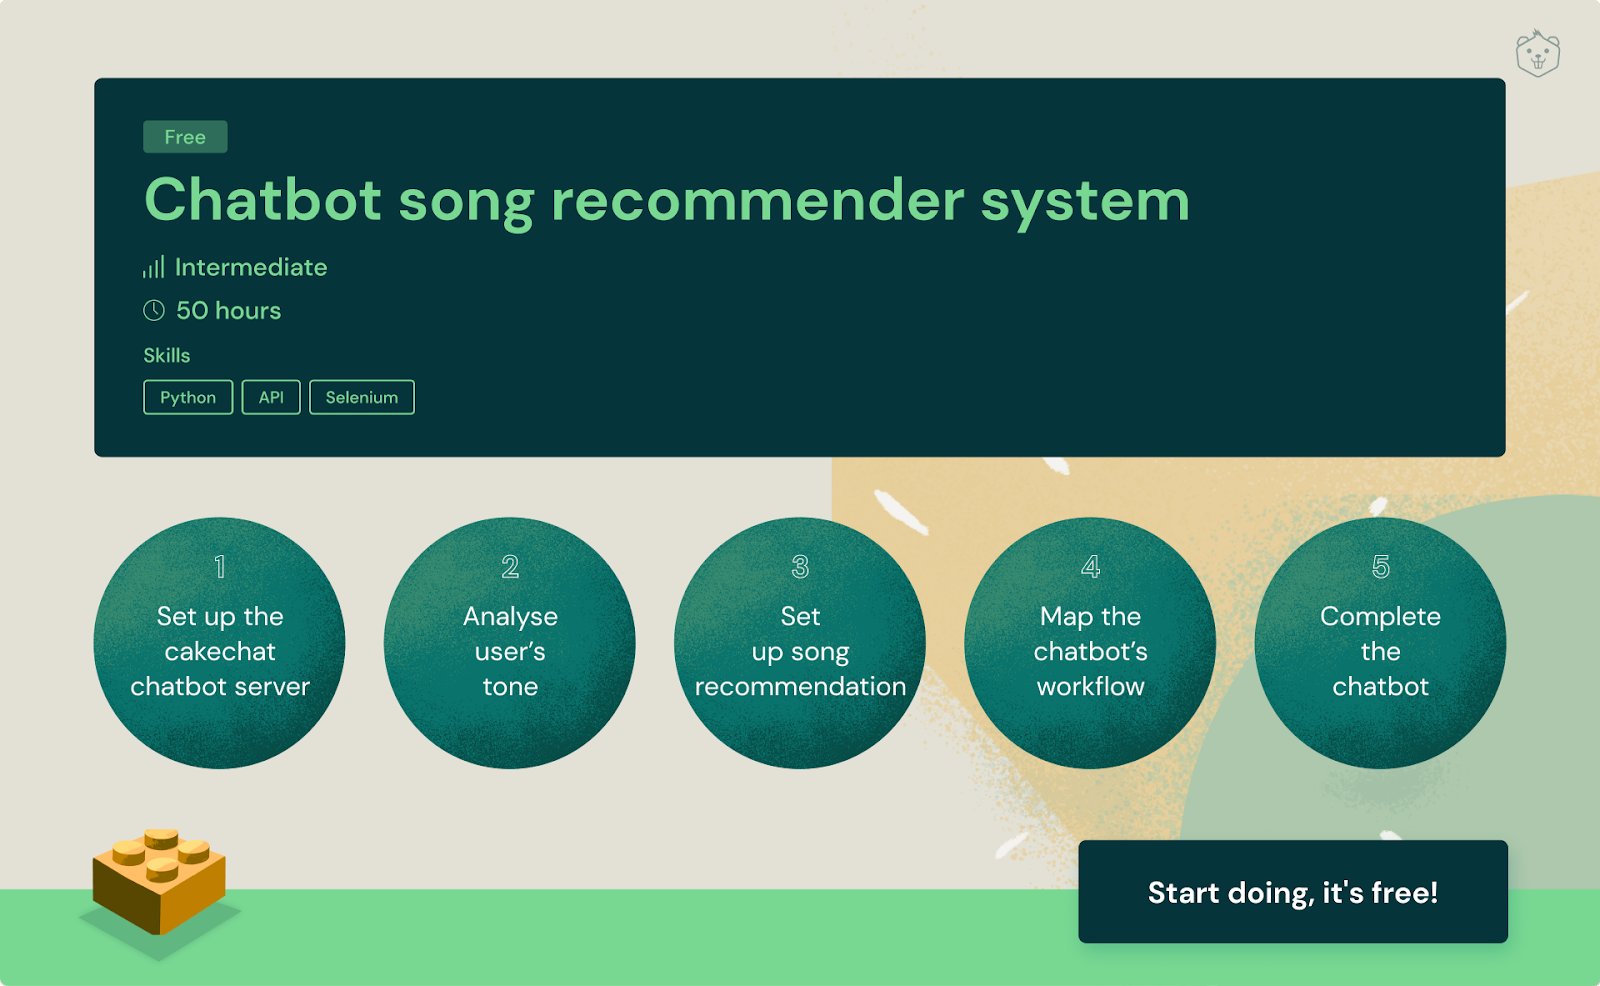 Free
Chatbot song recommender system
Intermediate
50 hours
Skills
Python API Selenium
1
Set up the
cakechat
chatbot server
2
Analyse
user’s
tone
3
Set
up song
recommendation
4
Map the
chatbot’s
workflow
5
Complete
the
chatbot
Start doing, it's free!